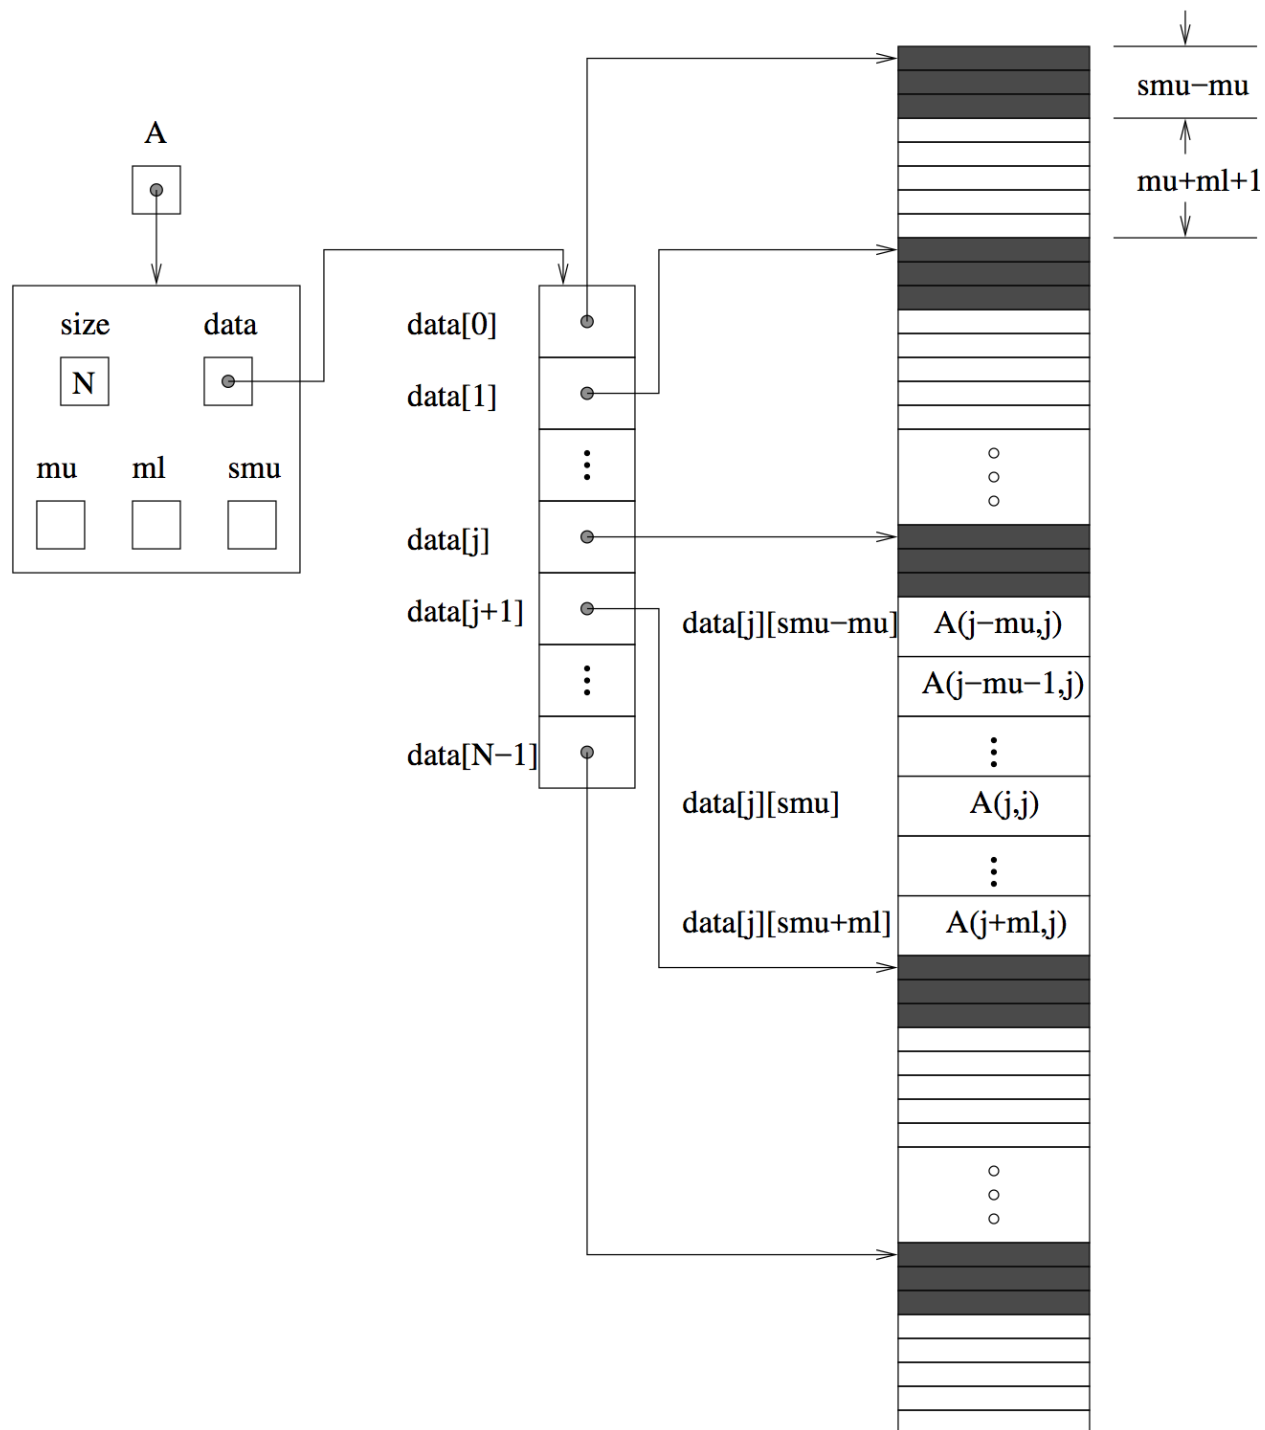 A
size data
N
mu ml smu
data[0]
data[1]
data[j]
data[j+1]
data[N−1]
smu−mu
mu+ml+1
data[j][smu−mu] A(j−mu,j)
A(j−mu−1,j)
data[j][smu] A(j,j)
data[j][smu+ml] A(j+ml,j)